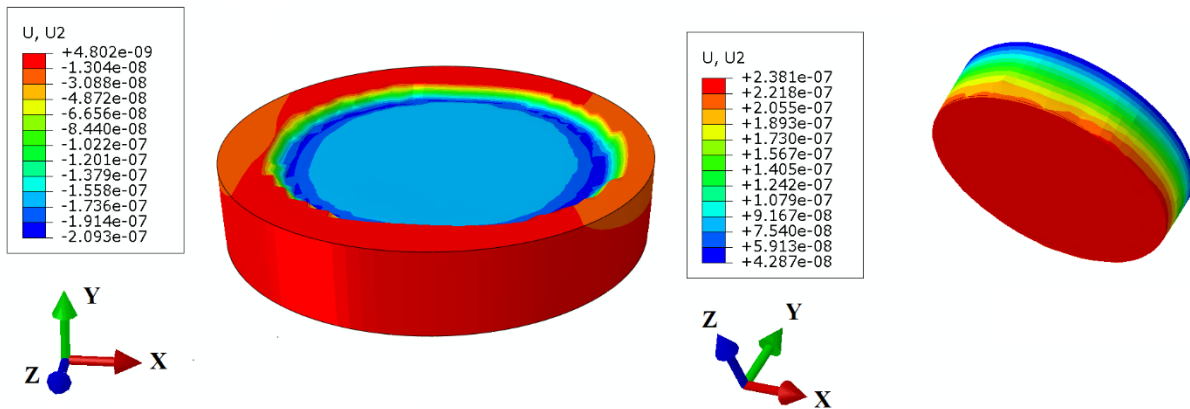 U, U2
+4.802e-09
-1.304e-08
-3.088e-08
-4.872e-08
-6.656e-08
-8.440e-08
-1.022e-07
-1.201e-07
-1.379e-07
-1.558e-07
-1.736e-07
-1.914e-07
-2.093e-07
Y
X
Z
U, U2
+2.381e-07
+2.218e-07
+2.055e-07
+1.893e-07
+1.730e-07
+1.567e-07
+1.405e-07
+1.242e-07
+1.079e-07
+9.167e-08
+7.540e-08
+5.913e-08
+4.287e-08
Z
Y
X